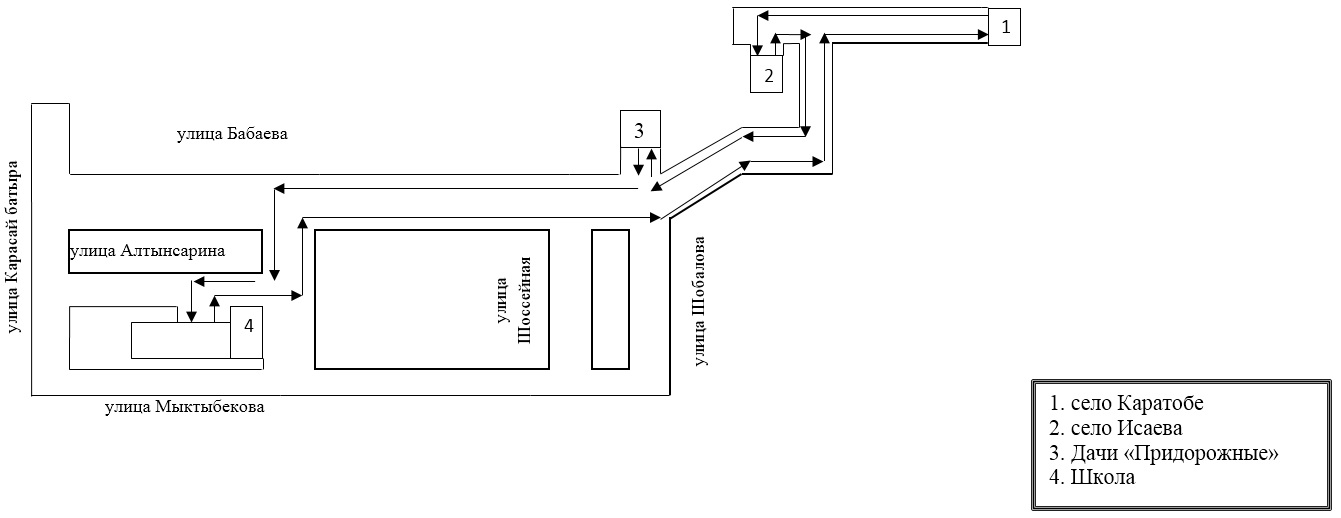 1
2
3
улица Бабаева
улица Карасай батыра
улица Алтынсарина
улица
Шоссейная
улица Шобалова
4
улица Мыктыбекова
1. село Каратобе
2. село Исаева
3. Дачи «Придорожные»
4. Школа